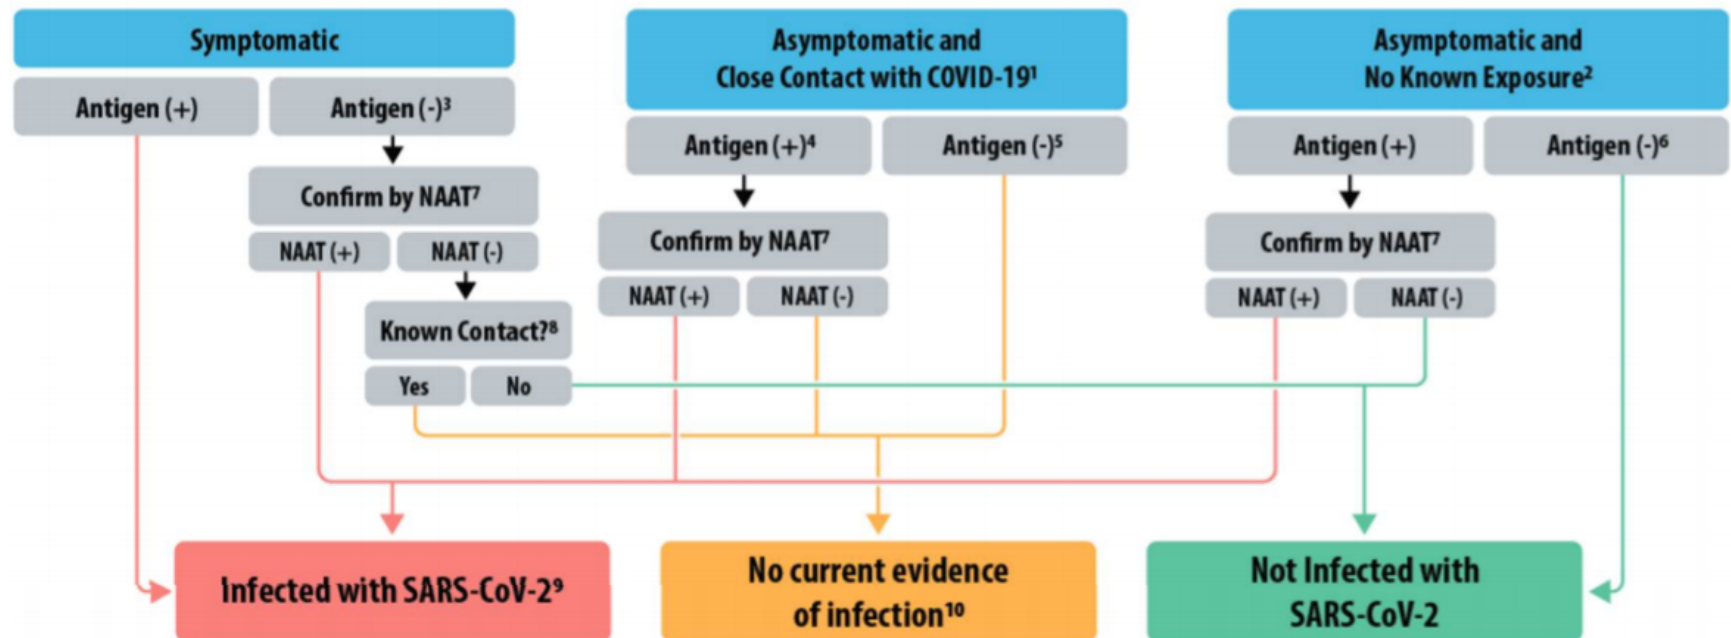 Symptomatic
Antigen (+)
Antigen (-)³
Confirm by NAAT⁷
NAAT (+)
NAAT (-)
Known Contact?⁸
Yes
No
Asymptomatic and
Close Contact with COVID-19¹
Antigen (+)⁴
Antigen (-)⁵
Confirm by NAAT⁷
NAAT (+)
NAAT (-)
Asymptomatic and
No Known Exposure²
Antigen (+)
Antigen (-)⁶
Confirm by NAAT⁷
NAAT (+)
NAAT (-)
Infected with SARS-CoV-2⁹
No current evidence
of infection¹⁰
Not Infected with
SARS-CoV-2